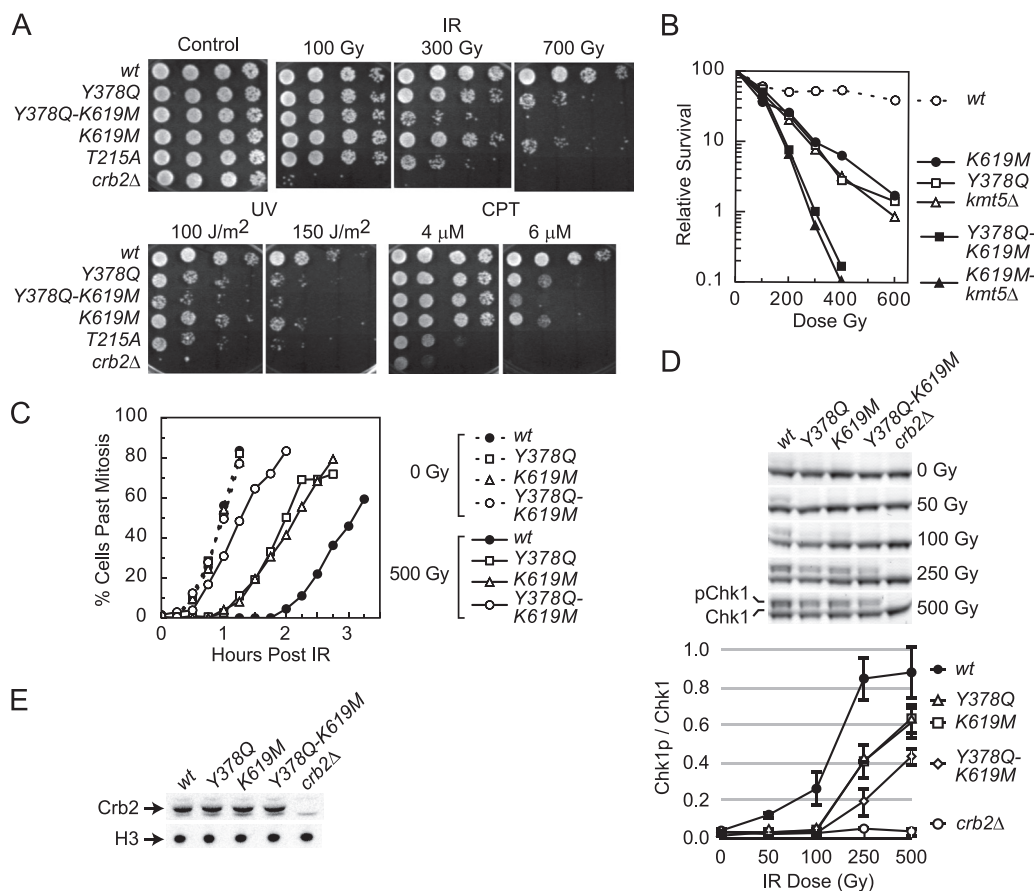 A
IR
Control 100 Gy 300 Gy 700 Gy
wt
Y378Q
Y378Q-K619M
K619M
T215A
crb2Δ
UV CPT
100 J/m² 150 J/m² 4 μM 6 μM
wt
Y378Q
Y378Q-K619M
K619M
T215A
crb2Δ
B
Relative Survival
100
10
1
0.1
0 200 400 600
Dose Gy
wt
K619M
Y378Q
kmt5Δ
Y378Q-
K619M
K619M-
kmt5Δ
C
% Cells Past Mitosis
100
80
60
40
20
0
0 1 2 3
Hours Post IR
0 Gy
wt
Y378Q
K619M
Y378Q-
K619M
500 Gy
wt
Y378Q
K619M
Y378Q-
K619M
D
wt Y378Q K619M Y378Q-K619M crb2Δ
0 Gy
50 Gy
100 Gy
250 Gy
pChk1
Chk1
500 Gy
Chk1p / Chk1
1.0
0.8
0.6
0.4
0.2
0.0
0 50 100 250 500
IR Dose (Gy)
wt
Y378Q
K619M
Y378Q-
K619M
crb2Δ
E
wt Y378Q K619M Y378Q-K619M crb2Δ
Crb2
H3